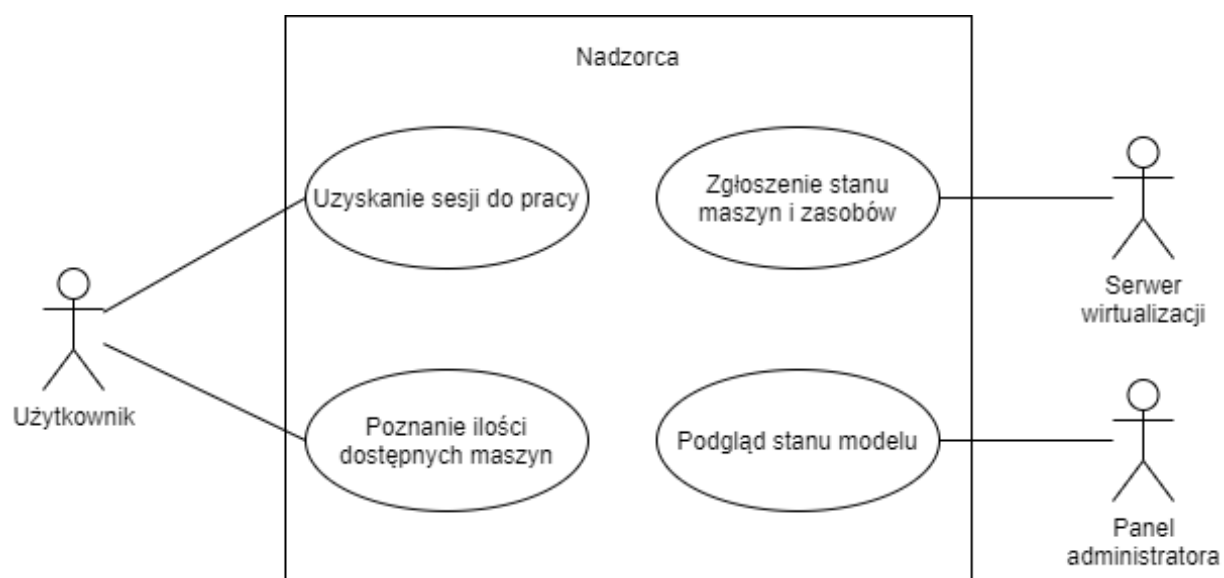 Nadzorca
Uzyskanie sesji do pracy
Zgłoszenie stanu
maszyn i zasobów
Serwer
wirtualizacji
Użytkownik
Poznanie ilości
dostępnych maszyn
Podgląd stanu modelu
Panel
administratora